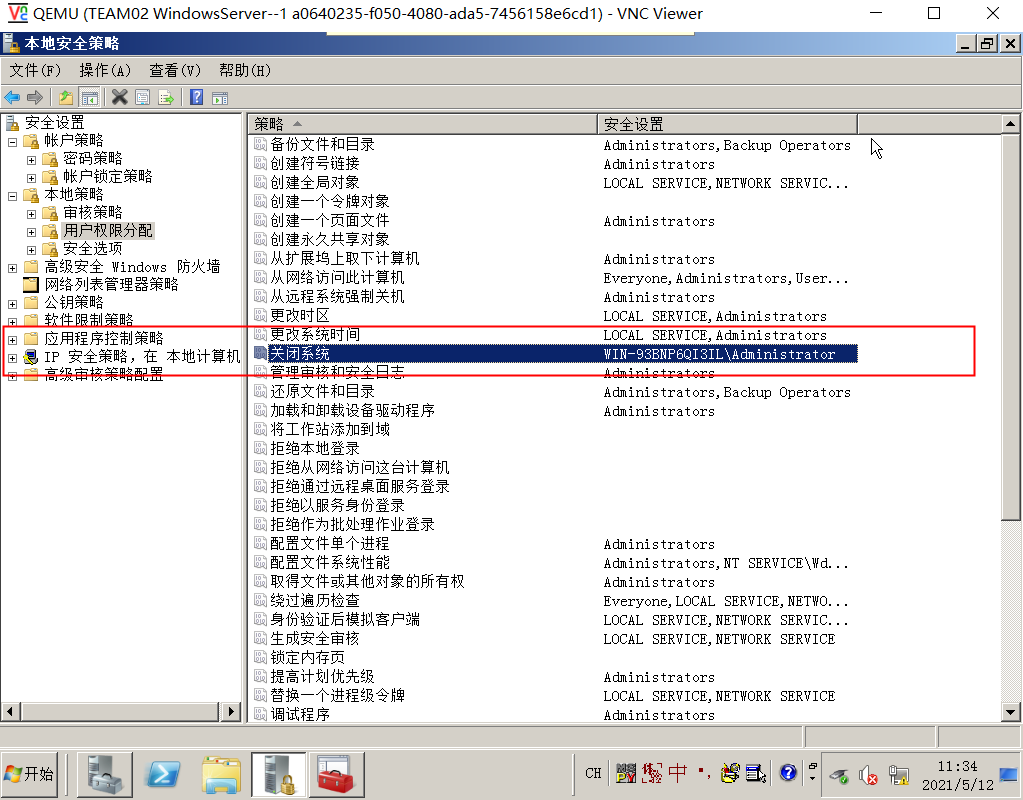 QEMU (TEAM02 WindowsServer--1 a0640235-f050-4080-ada5-7456158e6cd1) - VNC Viewer
本地安全策略
文件(F) 操作(A) 查看(V) 帮助(H)
安全设置
帐户策略
密码策略
帐户锁定策略
本地策略
审核策略
用户权限分配
安全选项
高级安全 Windows 防火墙
网络列表管理器策略
公钥策略
软件限制策略
应用程序控制策略
IP 安全策略，在 本地计算机
高级审核策略配置
策略 安全设置
备份文件和目录 Administrators,Backup Operators
创建符号链接 Administrators
创建全局对象 LOCAL SERVICE,NETWORK SERVIC...
创建一个令牌对象
创建一个页面文件 Administrators
创建永久共享对象
从扩展坞上取下计算机 Administrators
从网络访问此计算机 Everyone,Administrators,User...
从远程系统强制关机 Administrators
更改时区 LOCAL SERVICE,Administrators
更改系统时间 LOCAL SERVICE,Administrators
关闭系统 WIN-93BNP6QI3IL\Administrator
管理审核和安全日志 Administrators
还原文件和目录 Administrators,Backup Operators
加载和卸载设备驱动程序 Administrators
将工作站添加到域
拒绝本地登录
拒绝从网络访问这台计算机
拒绝通过远程桌面服务登录
拒绝以服务身份登录
拒绝作为批处理作业登录
配置文件单个进程 Administrators
配置文件系统性能 Administrators,NT SERVICE\Wd...
取得文件或其他对象的所有权 Administrators
绕过遍历检查 Everyone,LOCAL SERVICE,NETWO...
身份验证后模拟客户端 LOCAL SERVICE,NETWORK SERVIC...
生成安全审核 LOCAL SERVICE,NETWORK SERVICE
锁定内存页
提高计划优先级 Administrators
替换一个进程级令牌 LOCAL SERVICE,NETWORK SERVICE
调试程序 Administrators
开始
CH
中
11:34
2021/5/12